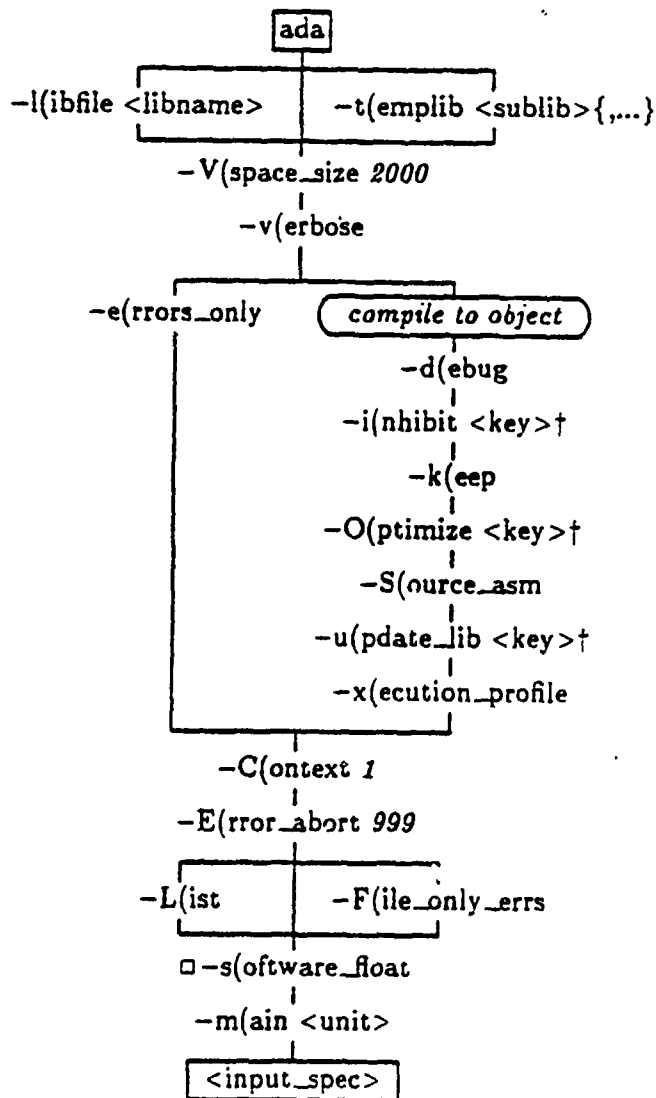 ada
-l(ibfile <libname> -t(emplib <sublib>{,...}
-V(space_size 2000
-v(erbose
-e(rrors_only compile to object
-d(ebug
-i(nhibit <key>†
-k(eep
-O(ptimize <key>†
-S(ource_asm
-u(pdate_lib <key>†
-x(ecution_profile
-C(ontext 1
-E(rror_abort 999
-L(ist -F(ile_only_errs
□ -s(oftware_float
-m(ain <unit>
<input_spec>